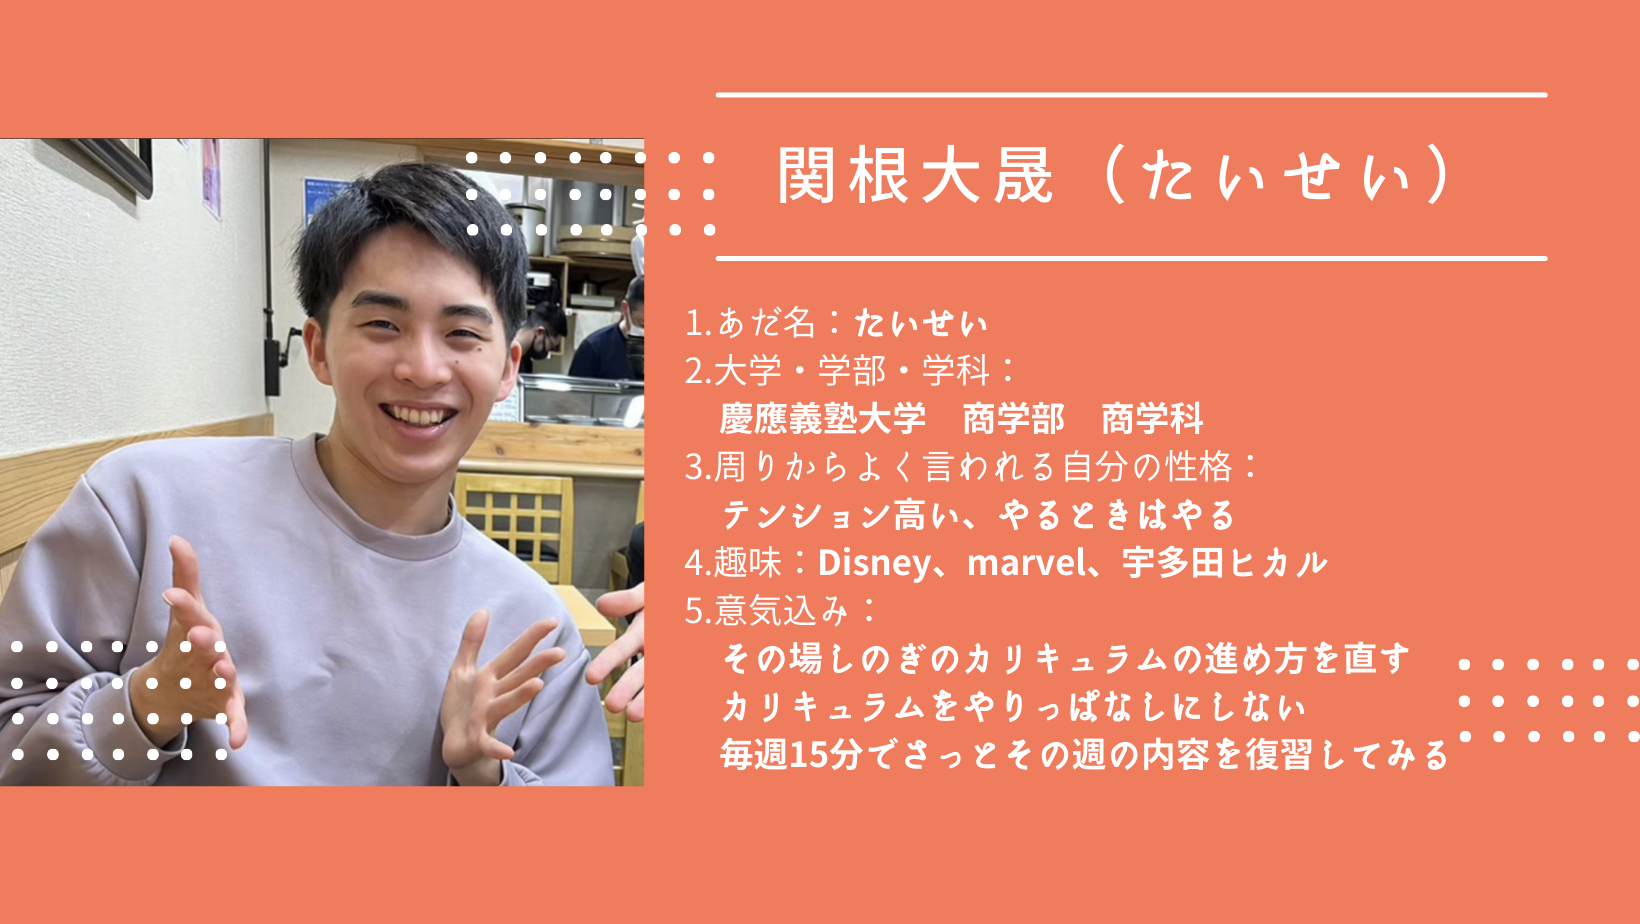 関根大晟（たいせい）
1.あだ名：たいせい
2.大学・学部・学科：
慶應義塾大学　商学部　商学科
3.周りからよく言われる自分の性格：
テンション高い、やるときはやる
4.趣味：Disney、marvel、宇多田ヒカル
5.意気込み：
その場しのぎのカリキュラムの進め方を直す
カリキュラムをやりっぱなしにしない
毎週15分でさっとその週の内容を復習してみる